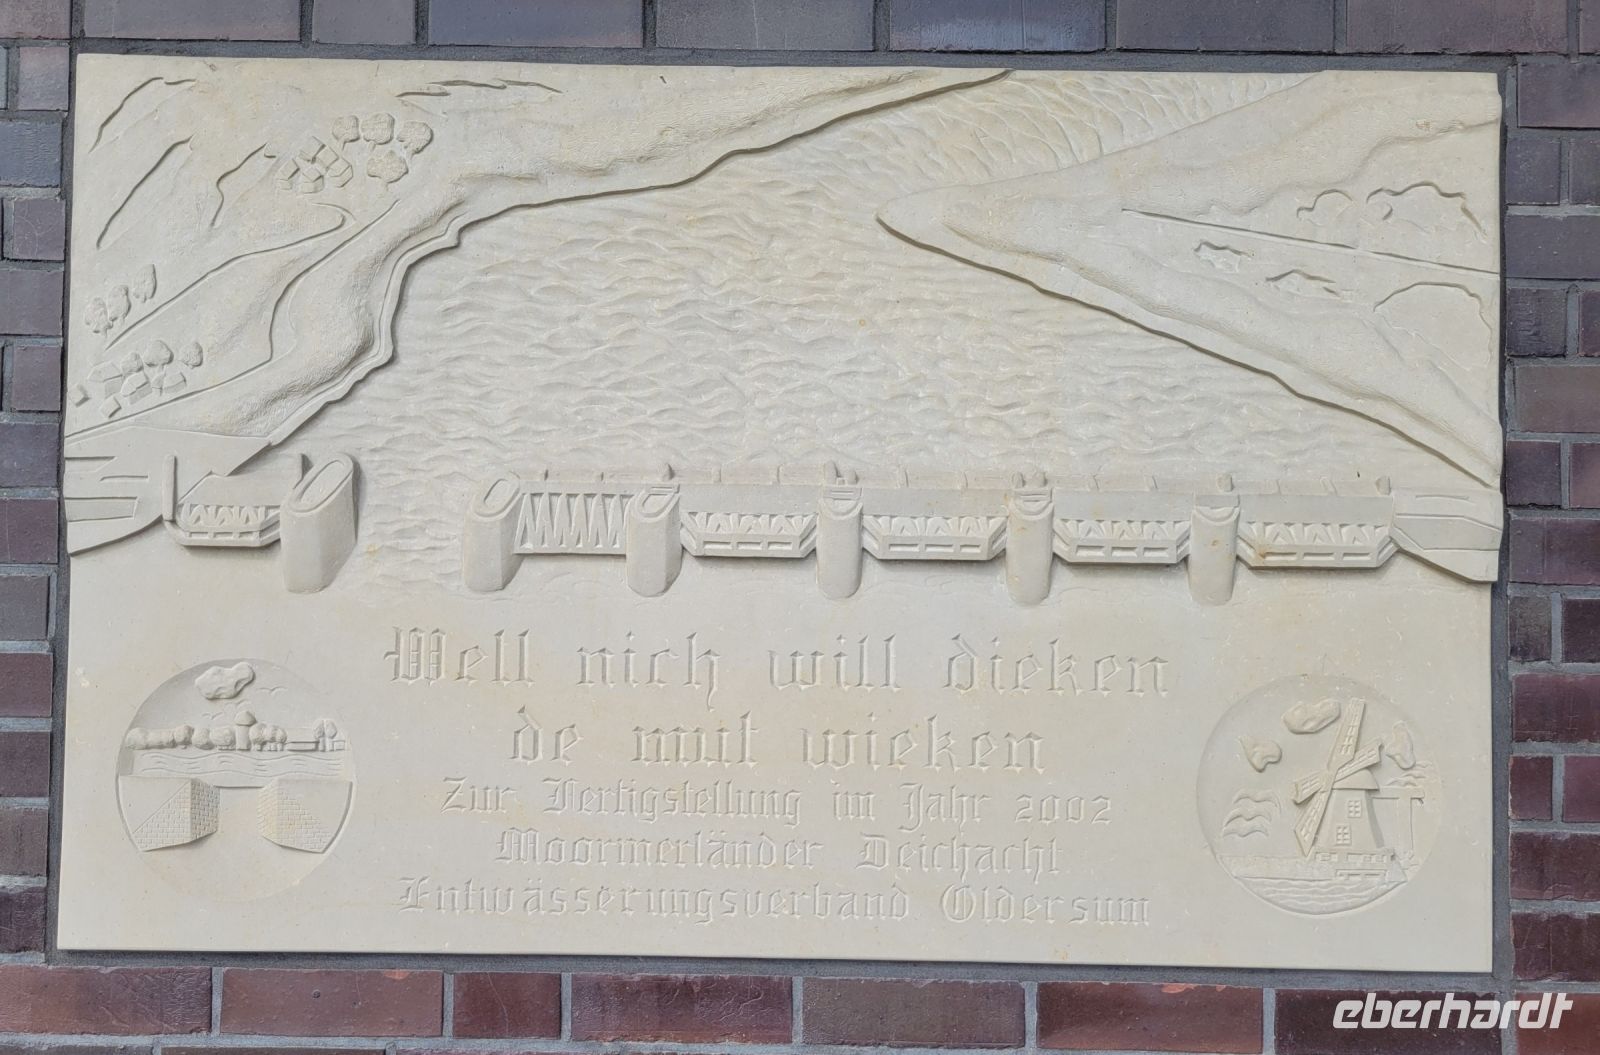 Well nich will dieken
de mut wieken
Zur Fertigstellung im Jahr 2002
Moormerländer Deichacht
Entwässerungsverband Oldersum
eberhardt